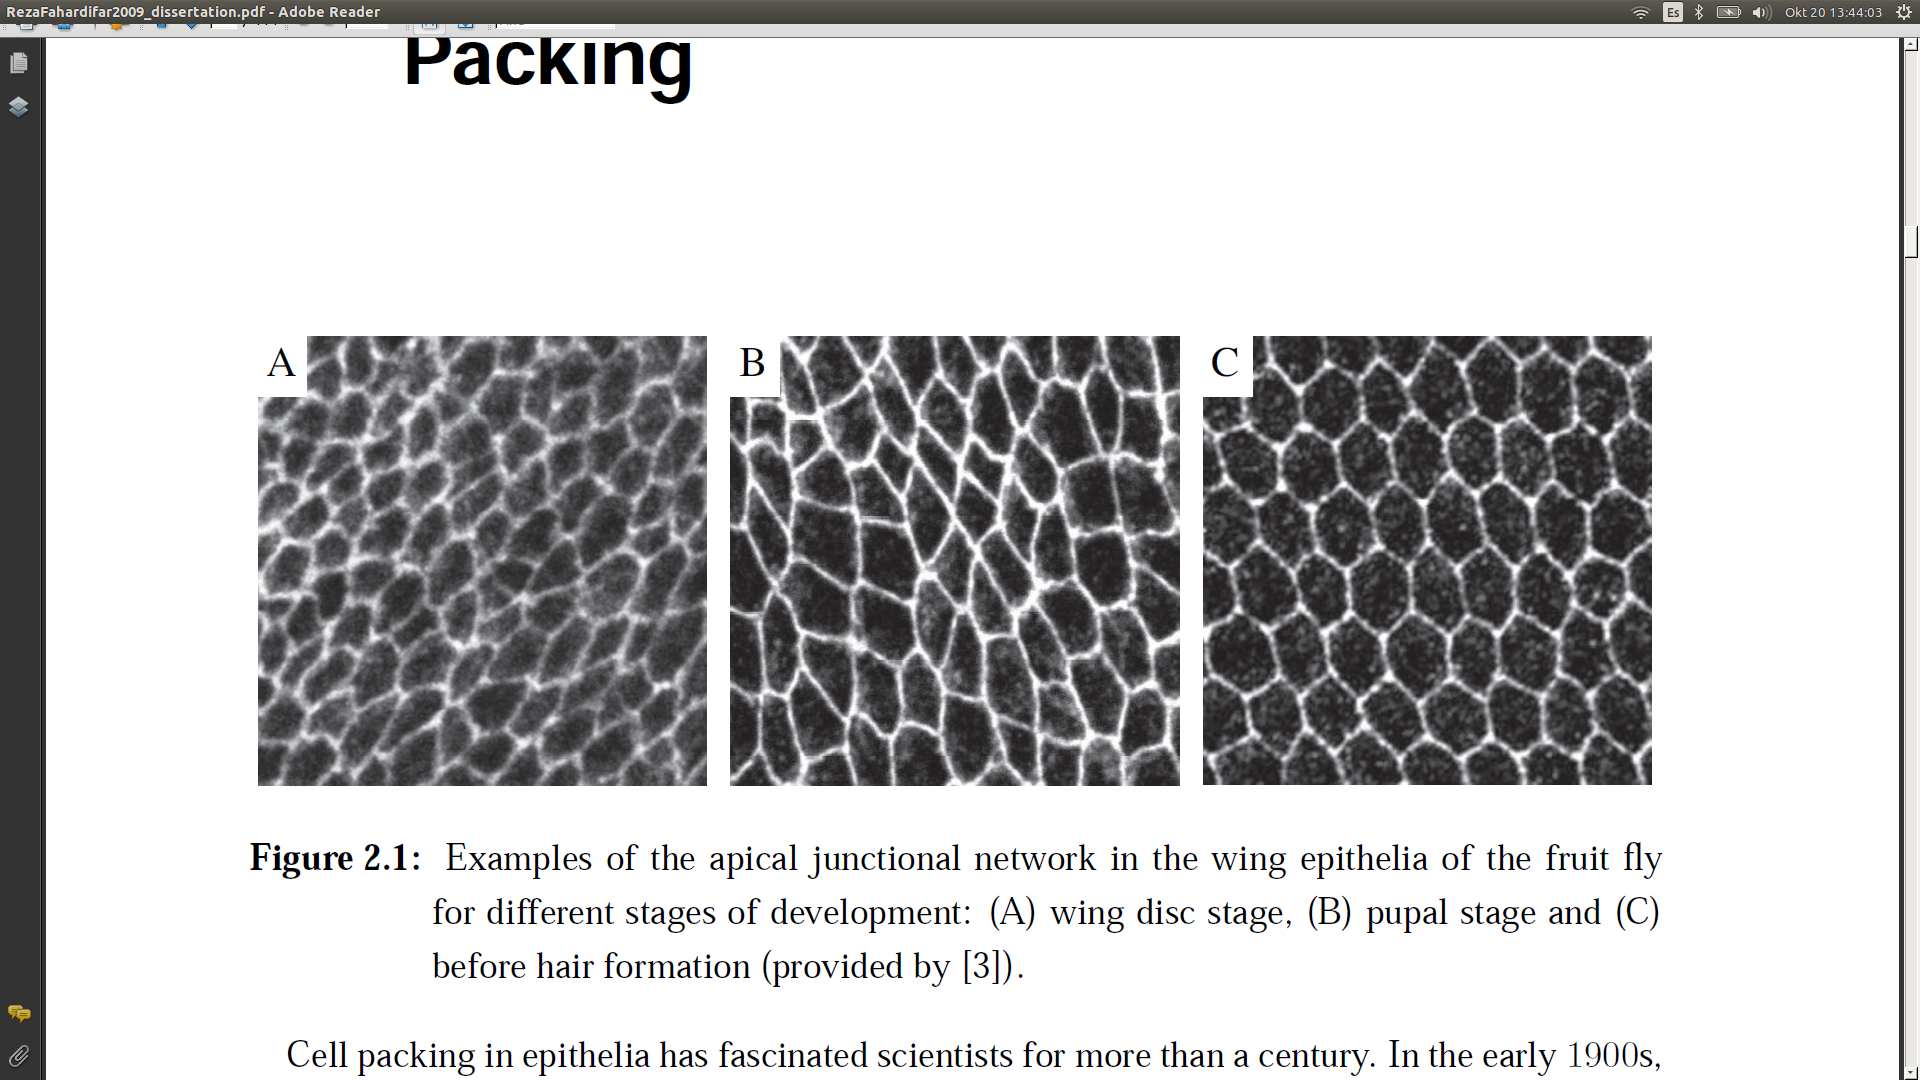 RezaFahardifar2009_dissertation.pdf - Adobe Reader
Es
Okt 20 13:44:03
Packing
A
B
C
Figure 2.1: Examples of the apical junctional network in the wing epithelia of the fruit fly
for different stages of development: (A) wing disc stage, (B) pupal stage and (C)
before hair formation (provided by [3]).
Cell packing in epithelia has fascinated scientists for more than a century. In the early 1900s,